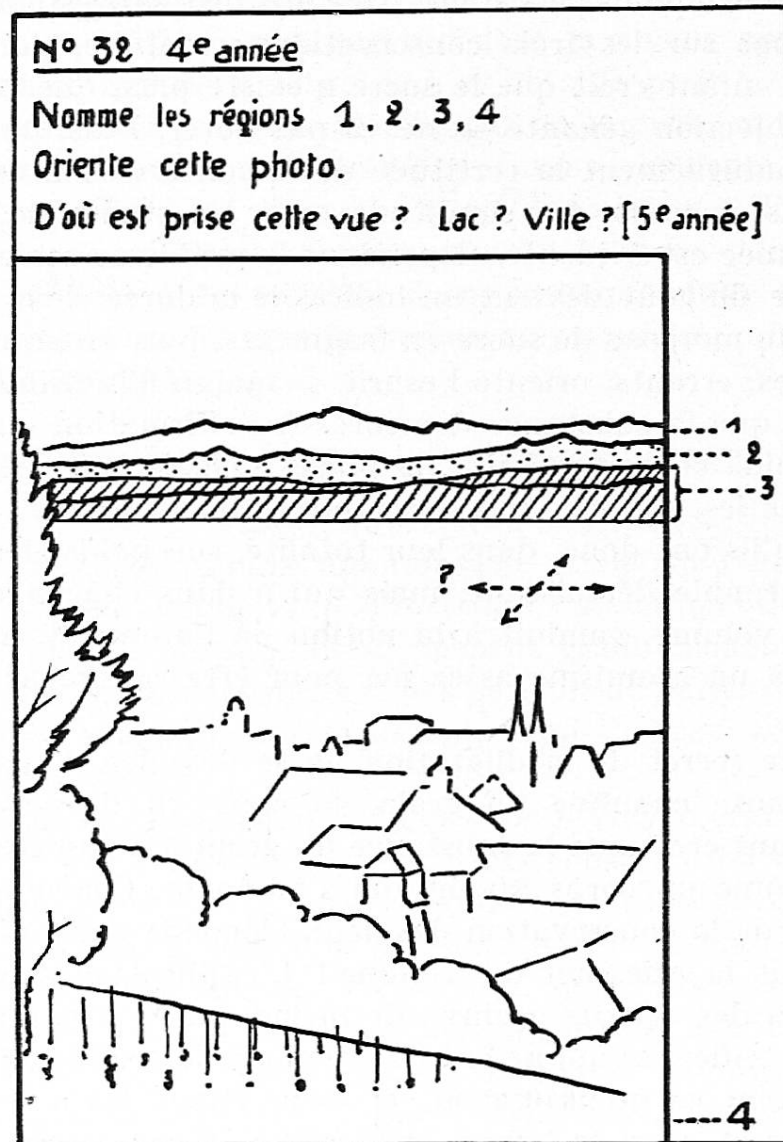 N° 32 4e année
Nomme les régions 1, 2, 3, 4
Oriente cette photo.
D'où est prise cette vue ? Lac ? Ville ? [5e année]
1
2
3
?
4